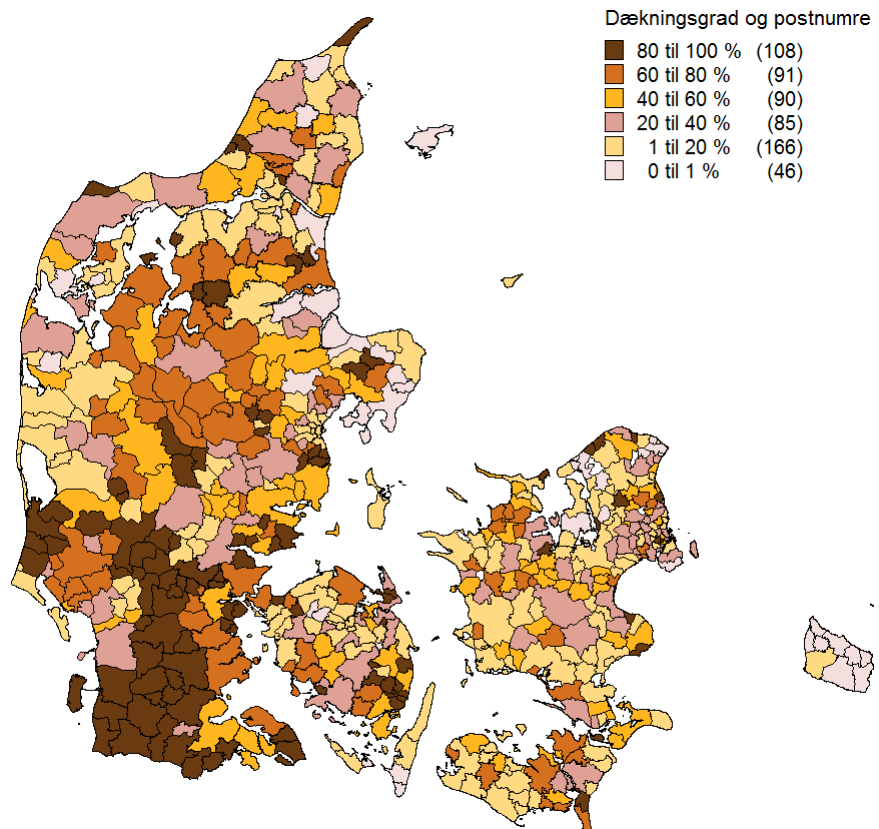 Dækningsgrad og postnumre
80 til 100 % (108)
60 til 80 % (91)
40 til 60 % (90)
20 til 40 % (85)
1 til 20 % (166)
0 til 1 % (46)